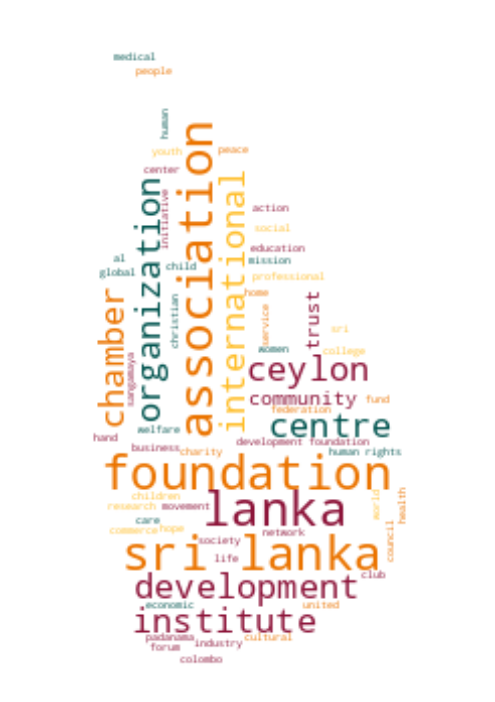 medical
people
human
youth
peace
center
association
international
organization
initiative
action
social
education
mission
al
global
child
professional
home
chamber
christian
service
trust
sri
women
college
sangamaya
ceylon
community
fund
federation
centre
welfare
hand
business
charity
development foundation
human rights
foundation
children
research
movement
lanka
world
health
care
commerce
hope
network
society
council
sri lanka
life
club
development
economic
united
institute
padanama
forum
industry
cultural
colombo